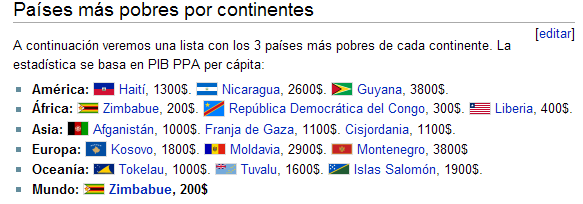 Países más pobres por continentes
[editar]
A continuación veremos una lista con los 3 países más pobres de cada continente. La
estadística se basa en PIB PPA per cápita:
América: Haití, 1300$. Nicaragua, 2600$. Guyana, 3800$.
África: Zimbabue, 200$. República Democrática del Congo, 300$. Liberia, 400$.
Asia: Afganistán, 1000$. Franja de Gaza, 1100$. Cisjordania, 1100$.
Europa: Kosovo, 1800$. Moldavia, 2900$. Montenegro, 3800$
Oceanía: Tokelau, 1000$. Tuvalu, 1600$. Islas Salomón, 1900$.
Mundo: Zimbabue, 200$